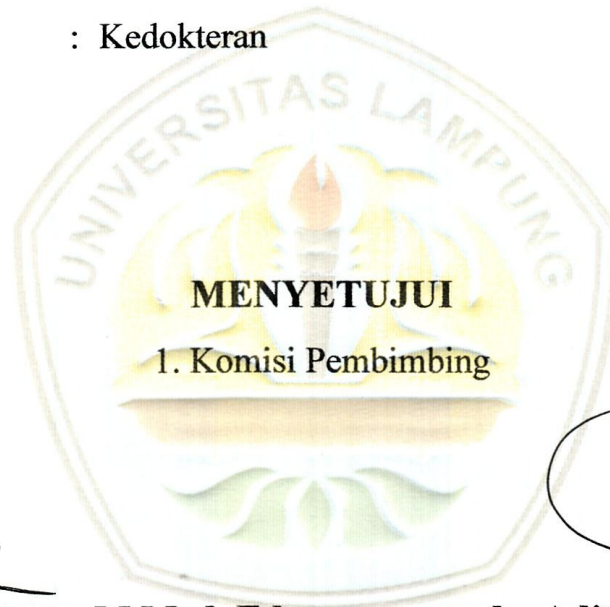 : Kedokteran
UNIVERSITAS LAMPUNG
MENYETUJUI
1. Komisi Pembimbing